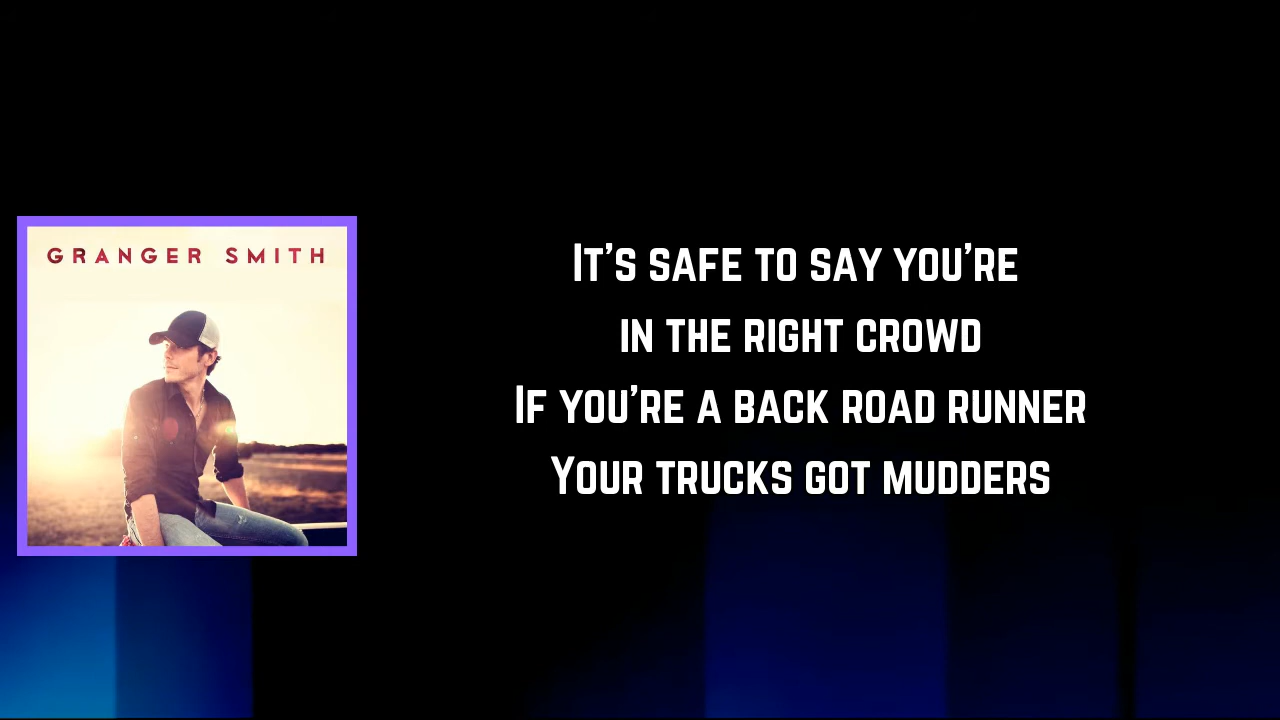 GRANGER SMITH
It's safe to say you're
in the right crowd
If you're a back road runner
Your trucks got mudders